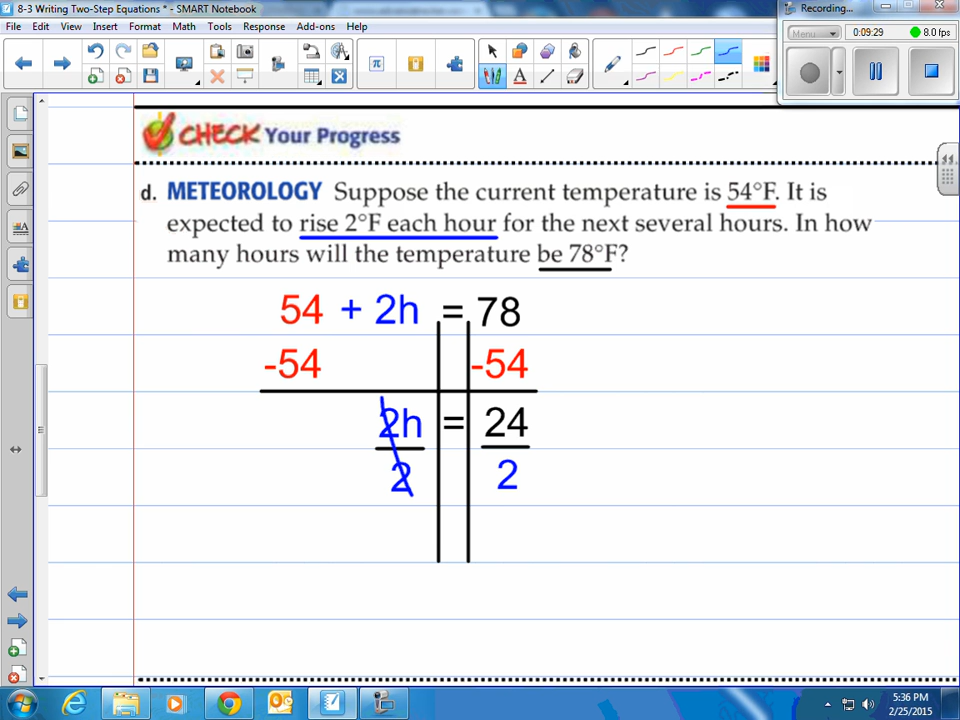 8-3 Writing Two-Step Equations * - SMART Notebook
Recording...
File Edit View Insert Format Math Tools Response Add-ons Help
Menu 00:09:29 8.0 fps
CHECK Your Progress
d. METEOROLOGY Suppose the current temperature is 54°F. It is
expected to rise 2°F each hour for the next several hours. In how
many hours will the temperature be 78°F?
54 + 2h = 78
-54 -54
2h = 24
2 2
5:36 PM
2/25/2015